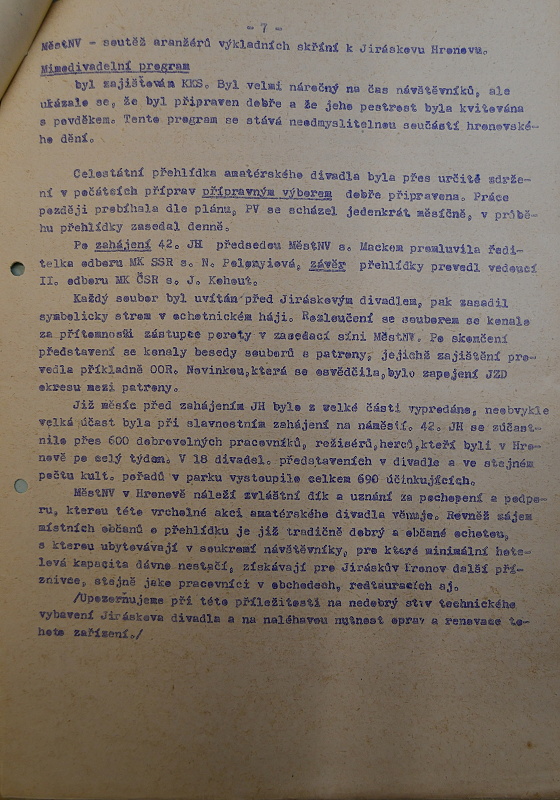 - 7 -
MěstNV - soutěž aranžérů výkladních skříní k Jiráskovu Hronovu.
Mimodivadelní program
byl zajištován KKS. Byl velmi náročný na čas návštěvníků, ale
ukázalo se, že byl připraven dobře a že jeho pestrost byla kvitována
s povděkem. Tento program se stává neodmyslitelnou součástí hronovské-
ho dění.
Celostátní přehlídka amatérského divadla byla přes určité zdrže-
ní v počátcích příprav přípravným výborem dobře připravena. Práce
později probíhala dle plánu, PV se scházel jedenkrát měsíčně, v průbě-
hu přehlídky zasedal denně.
Po zahájení 42. JH předsedou MěstNV s. Mackem promluvila ředi-
telka odboru MK SSR s. N. Polonyiová, závěr přehlídky provedl vedoucí
II. odboru MK ČSR s. J. Kohout.
Každý soubor byl uvítán před Jiráskovým divadlem, pak zasadil
symbolicky strom v ochotnickém háji. Rozloučení se souborem se konalo
za přítomnosti zástupce poroty v zasedací síni MěstNV. Po skončení
představení se konaly besedy souborů s patrony, jejichž zajištění pro-
vedla příkladně OOR. Novinkou,která se osvědčila,bylo zapojení JZD
okresu mezi patrony.
Již měsíc před zahájením JH bylo z velké části vyprodáno, neobvykle
velká účast byla při slavnostním zahájení na náměstí. 42. JH se zúčast-
nilo přes 600 dobrovolných pracovníků, režisérů,herců,kteří byli v Hro-
nově po celý týden. V 18 divadel. představeních v divadle a ve stejném
počtu kult. pořadů v parku vystoupilo celkem 690 účinkujících.
MěstNV v Hronově náleží zvláštní dík a uznání za pochopení a podpo-
ru, kterou této vrcholné akci amatérského divadla věnuje. Rovněž zájem
místních občanů o přehlídku je již tradičně dobrý a občané ochotou,
s kterou ubytovávají v soukromí návštěvníky, pro které minimální hote-
lová kapacita dávno nestačí, získávají pro Jiráskův Hronov další pří-
znivce, stejně jako pracovníci v obchodech, restauracích aj.
/Upozorňujeme při této příležitosti na nedobrý stav technického
vybavení Jiráskova divadla a na naléhavou nutnost oprav a renovace to-
hoto zařízení./